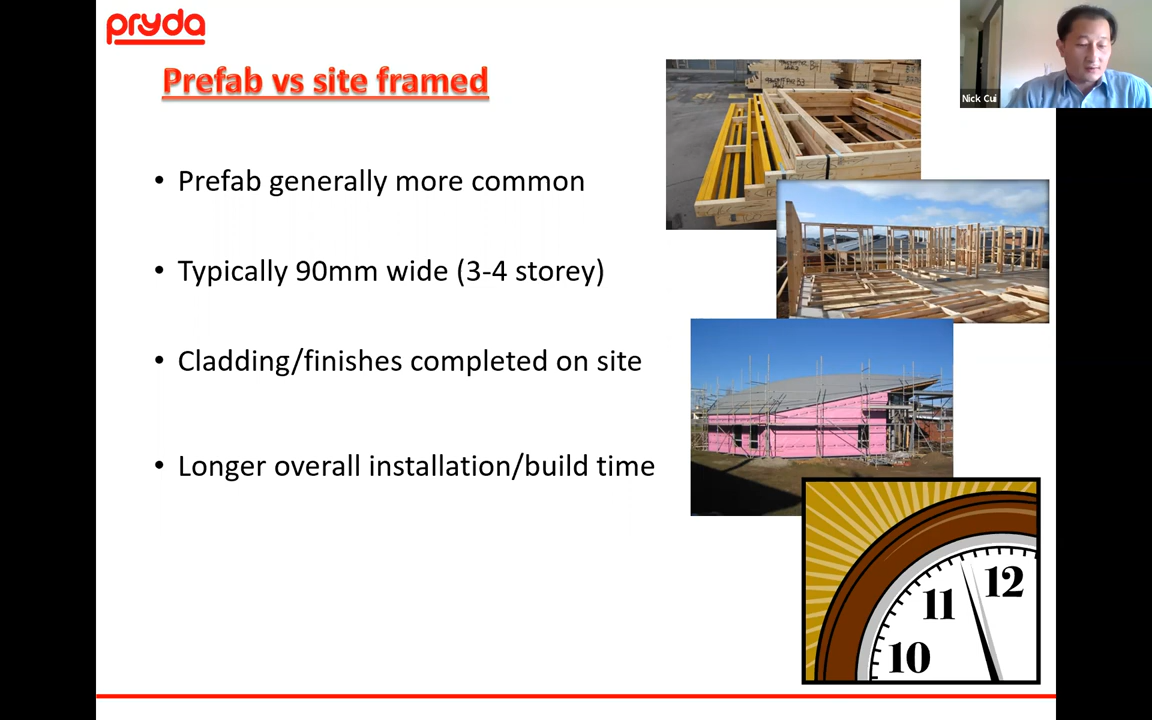 pryda
Prefab vs site framed
Nick Cui
• Prefab generally more common
• Typically 90mm wide (3-4 storey)
• Cladding/finishes completed on site
• Longer overall installation/build time
12
11
10